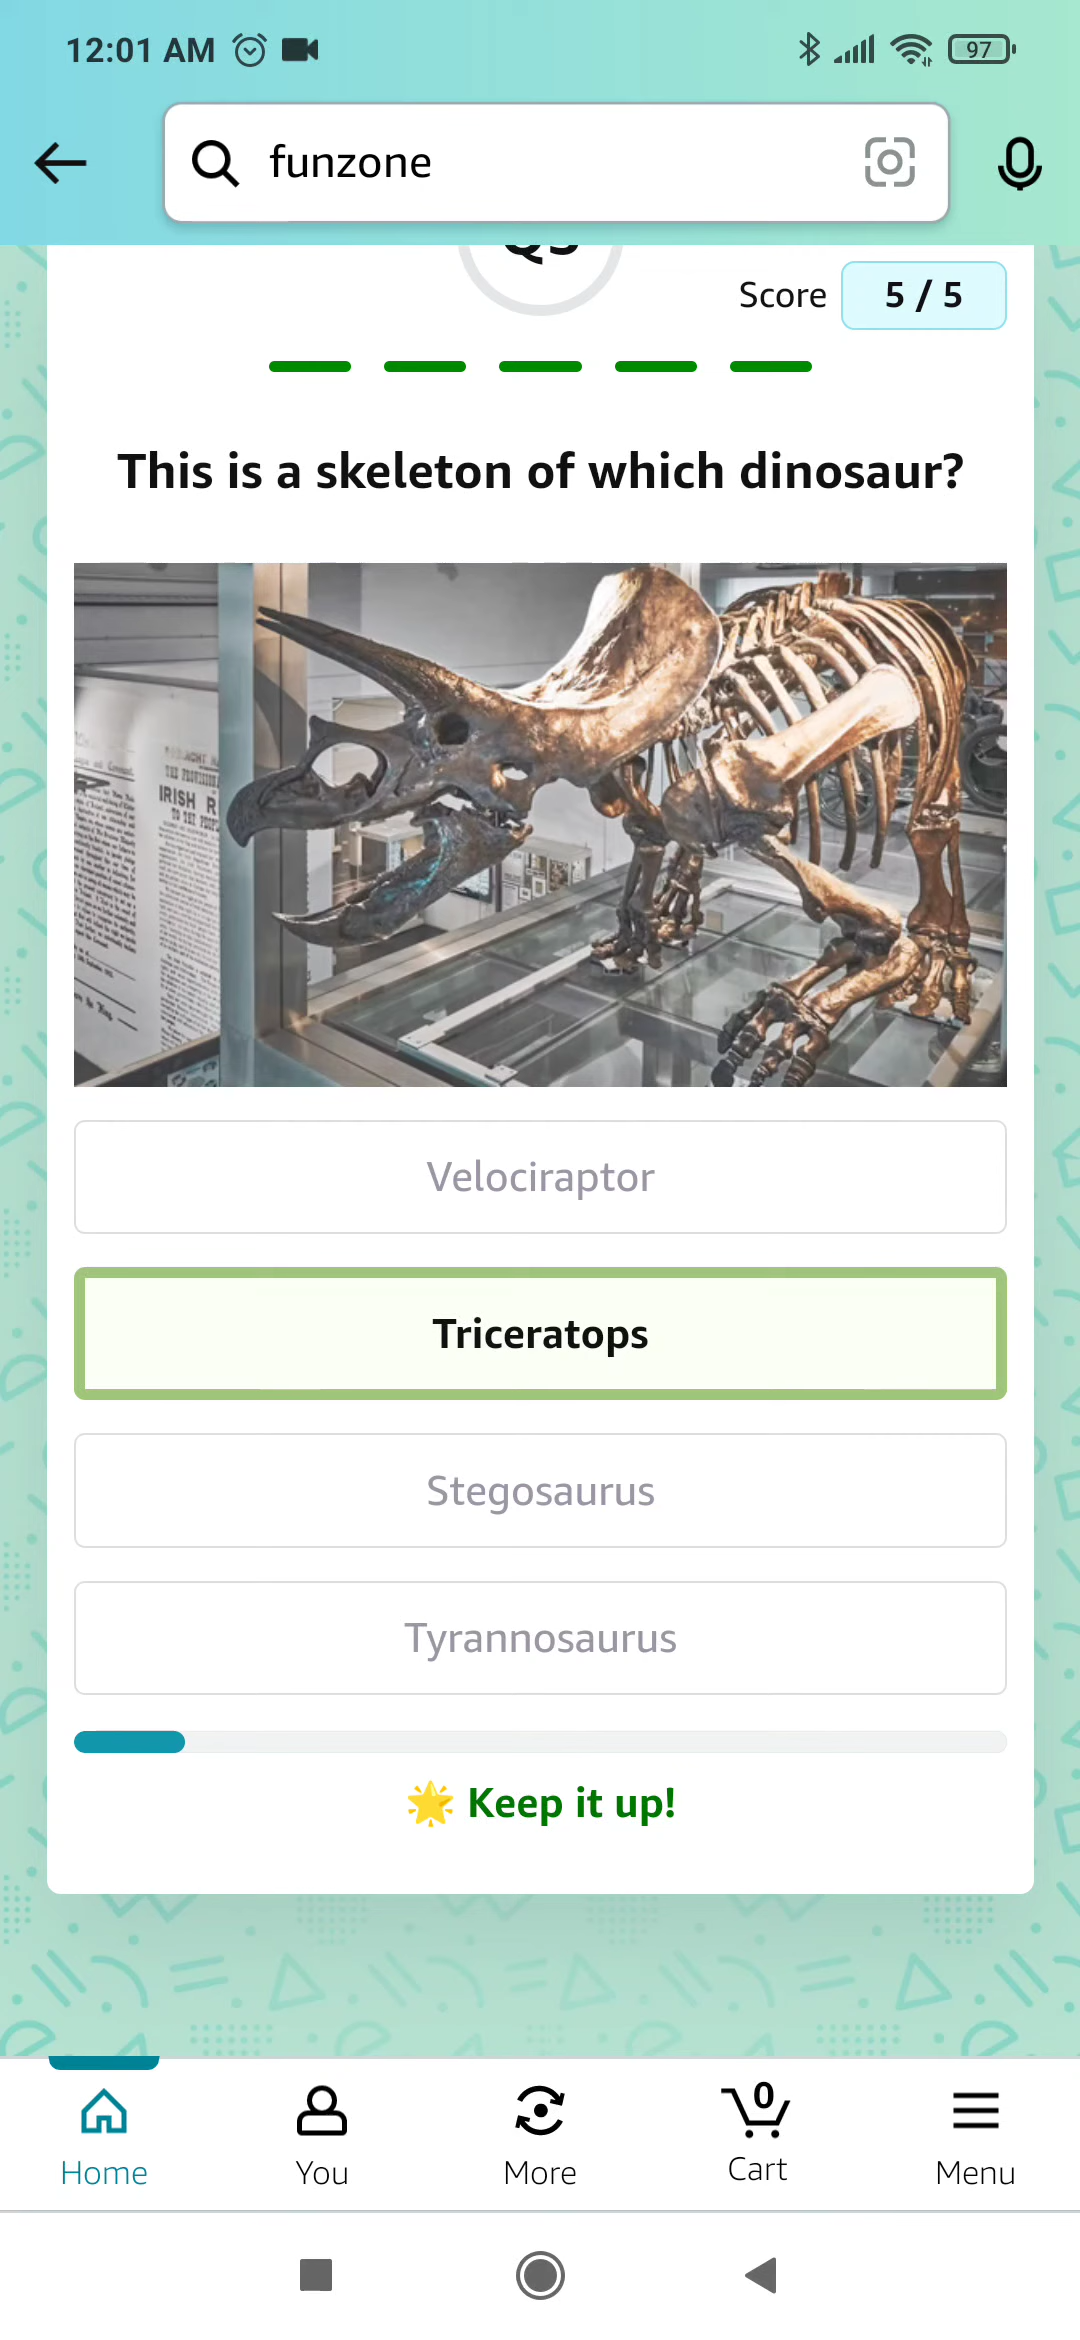 12:01 AM
97
funzone
Score 5 / 5
This is a skeleton of which dinosaur?
IRISH R
Velociraptor
Triceratops
Stegosaurus
Tyrannosaurus
🌟 Keep it up!
0
Home You More Cart Menu